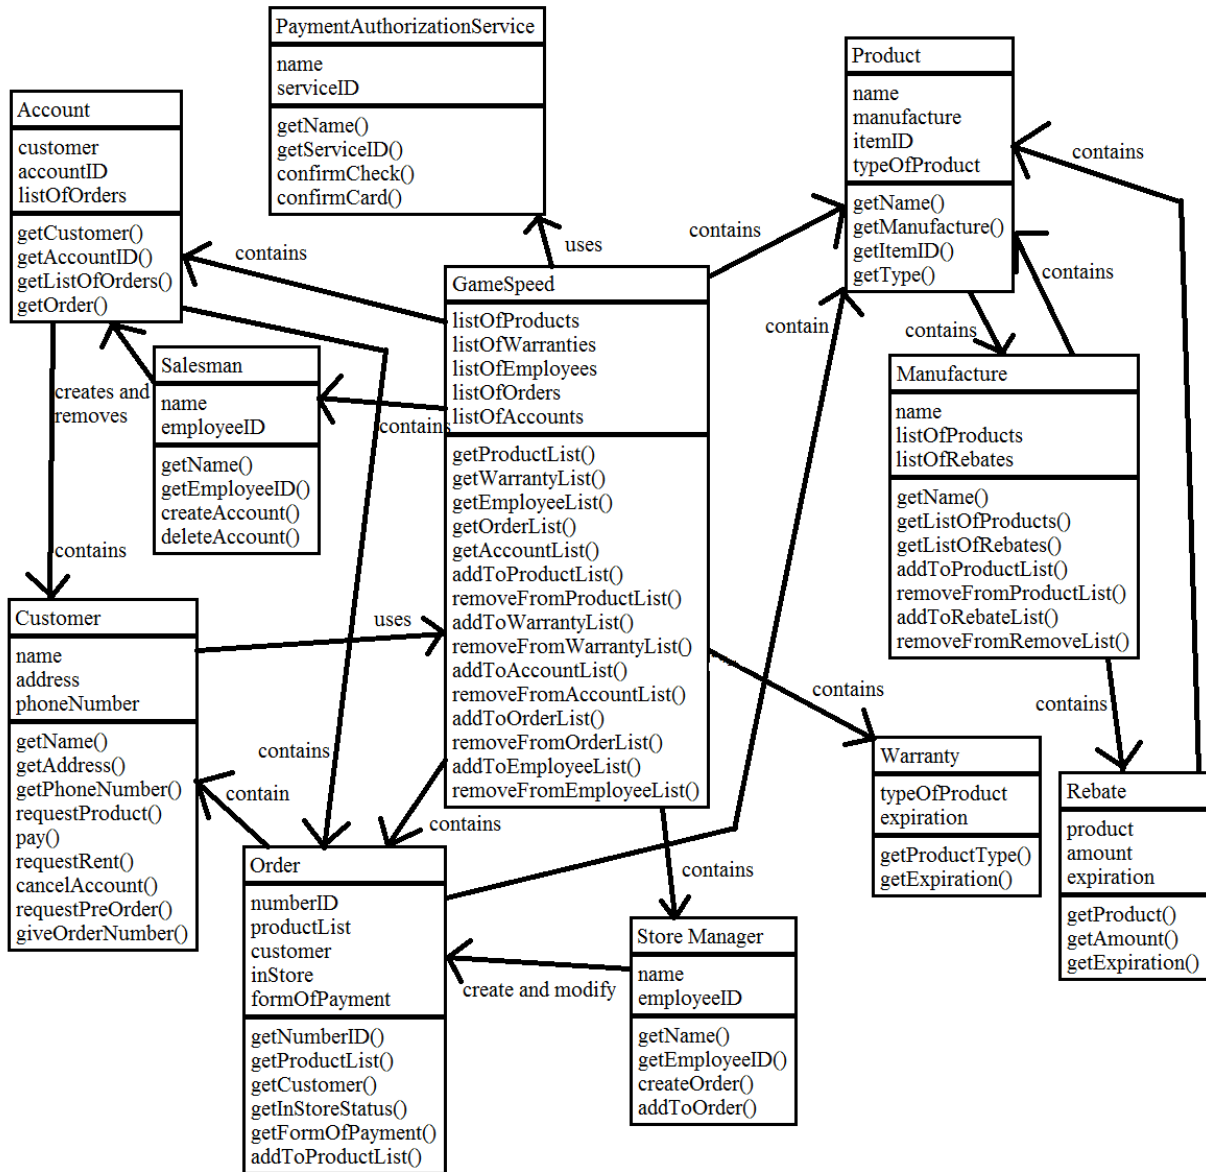 PaymentAuthorizationService
name
serviceID
getName()
getServiceID()
confirmCheck()
confirmCard()
Product
name
manufacture
itemID
typeOfProduct
getName()
getManufacture()
getItemID()
getType()
Account
customer
accountID
listOfOrders
getCustomer()
getAccountID()
getListOfOrders()
getOrder()
contains
uses
contains
contains
contains
contain
contains
GameSpeed
listOfProducts
listOfWarranties
listOfEmployees
listOfOrders
listOfAccounts
getProductList()
getWarrantyList()
getEmployeeList()
getOrderList()
getAccountList()
addToProductList()
removeFromProductList()
addToWarrantyList()
removeFromWarrantyList()
addToAccountList()
removeFromAccountList()
addToOrderList()
removeFromOrderList()
addToEmployeeList()
removeFromEmployeeList()
Salesman
name
employeeID
getName()
getEmployeeID()
createAccount()
deleteAccount()
creates and
removes
contains
contains
Manufacture
name
listOfProducts
listOfRebates
getName()
getListOfProducts()
getListOfRebates()
addToProductList()
removeFromProductList()
addToRebateList()
removeFromRemoveList()
Customer
name
address
phoneNumber
getName()
getAddress()
getPhoneNumber()
requestProduct()
pay()
requestRent()
cancelAccount()
requestPreOrder()
giveOrderNumber()
uses
contains
contain
contains
contains
contains
contains
Warranty
typeOfProduct
expiration
getProductType()
getExpiration()
Rebate
product
amount
expiration
getProduct()
getAmount()
getExpiration()
Order
numberID
productList
customer
inStore
formOfPayment
getNumberID()
getProductList()
getCustomer()
getInStoreStatus()
getFormOfPayment()
addToProductList()
create and modify
Store Manager
name
employeeID
getName()
getEmployeeID()
createOrder()
addToOrder()